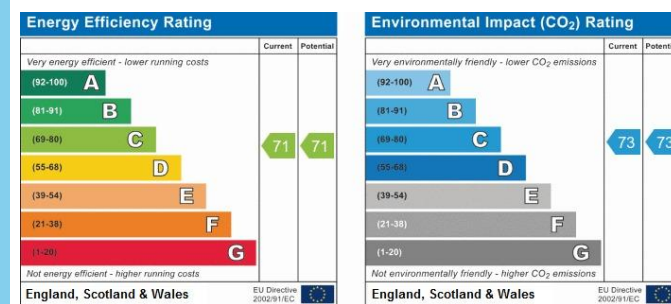 Energy Efficiency Rating
Current Potential
Very energy efficient - lower running costs
(92-100) A
(81-91) B
(69-80) C
71 71
(55-68) D
(39-54) E
(21-38) F
(1-20) G
Not energy efficient - higher running costs
England, Scotland & Wales
EU Directive
2002/91/EC
Environmental Impact (CO₂) Rating
Current Potenti
Very environmentally friendly - lower CO₂ emissions
(92-100) A
(81-91) B
(69-80) C
73 73
(55-68) D
(39-54) E
(21-38) F
(1-20) G
Not environmentally friendly - higher CO₂ emissions
England, Scotland & Wales
EU Directive
2002/91/EC